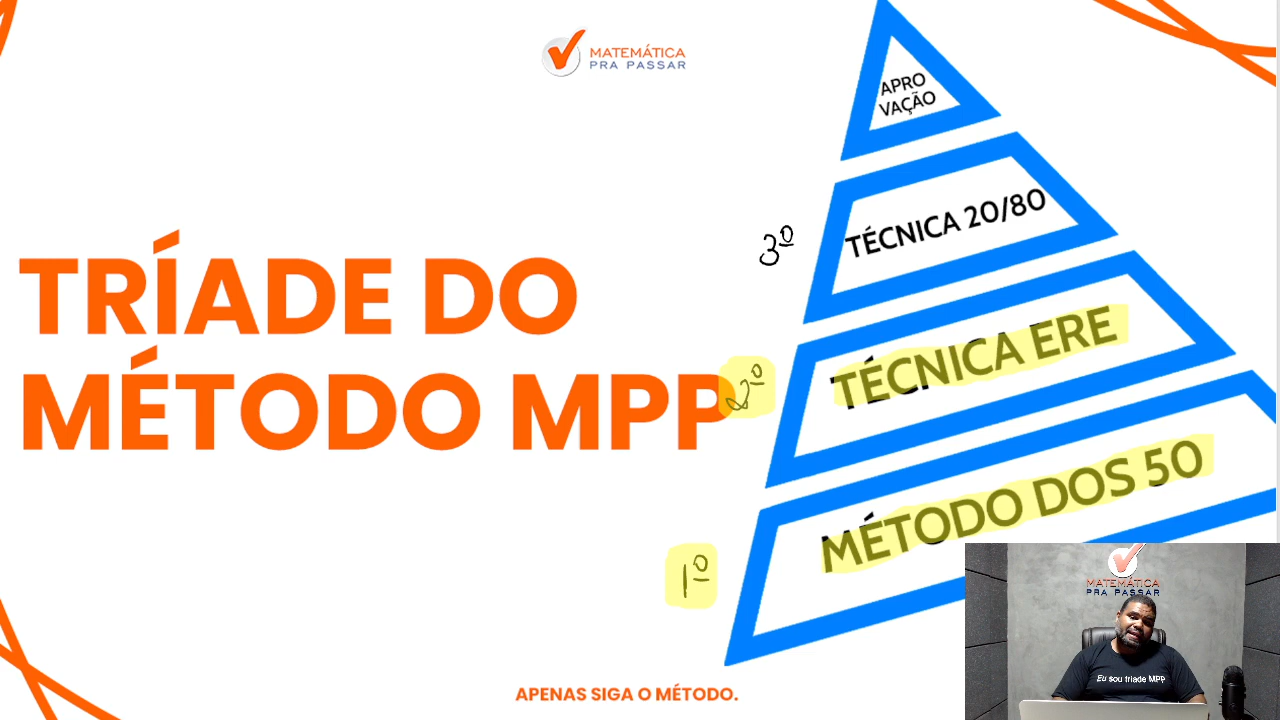 MATEMÁTICA
PRA PASSAR
APRO
VAÇÃO
TÉCNICA 20/80
3º
TRÍADE DO
MÉTODO MPP
2º
TÉCNICA ERE
MÉTODO DOS 50
1º
MATEMÁTICA
PRA PASSAR
Eu sou tríade MPP
APENAS SIGA O MÉTODO.